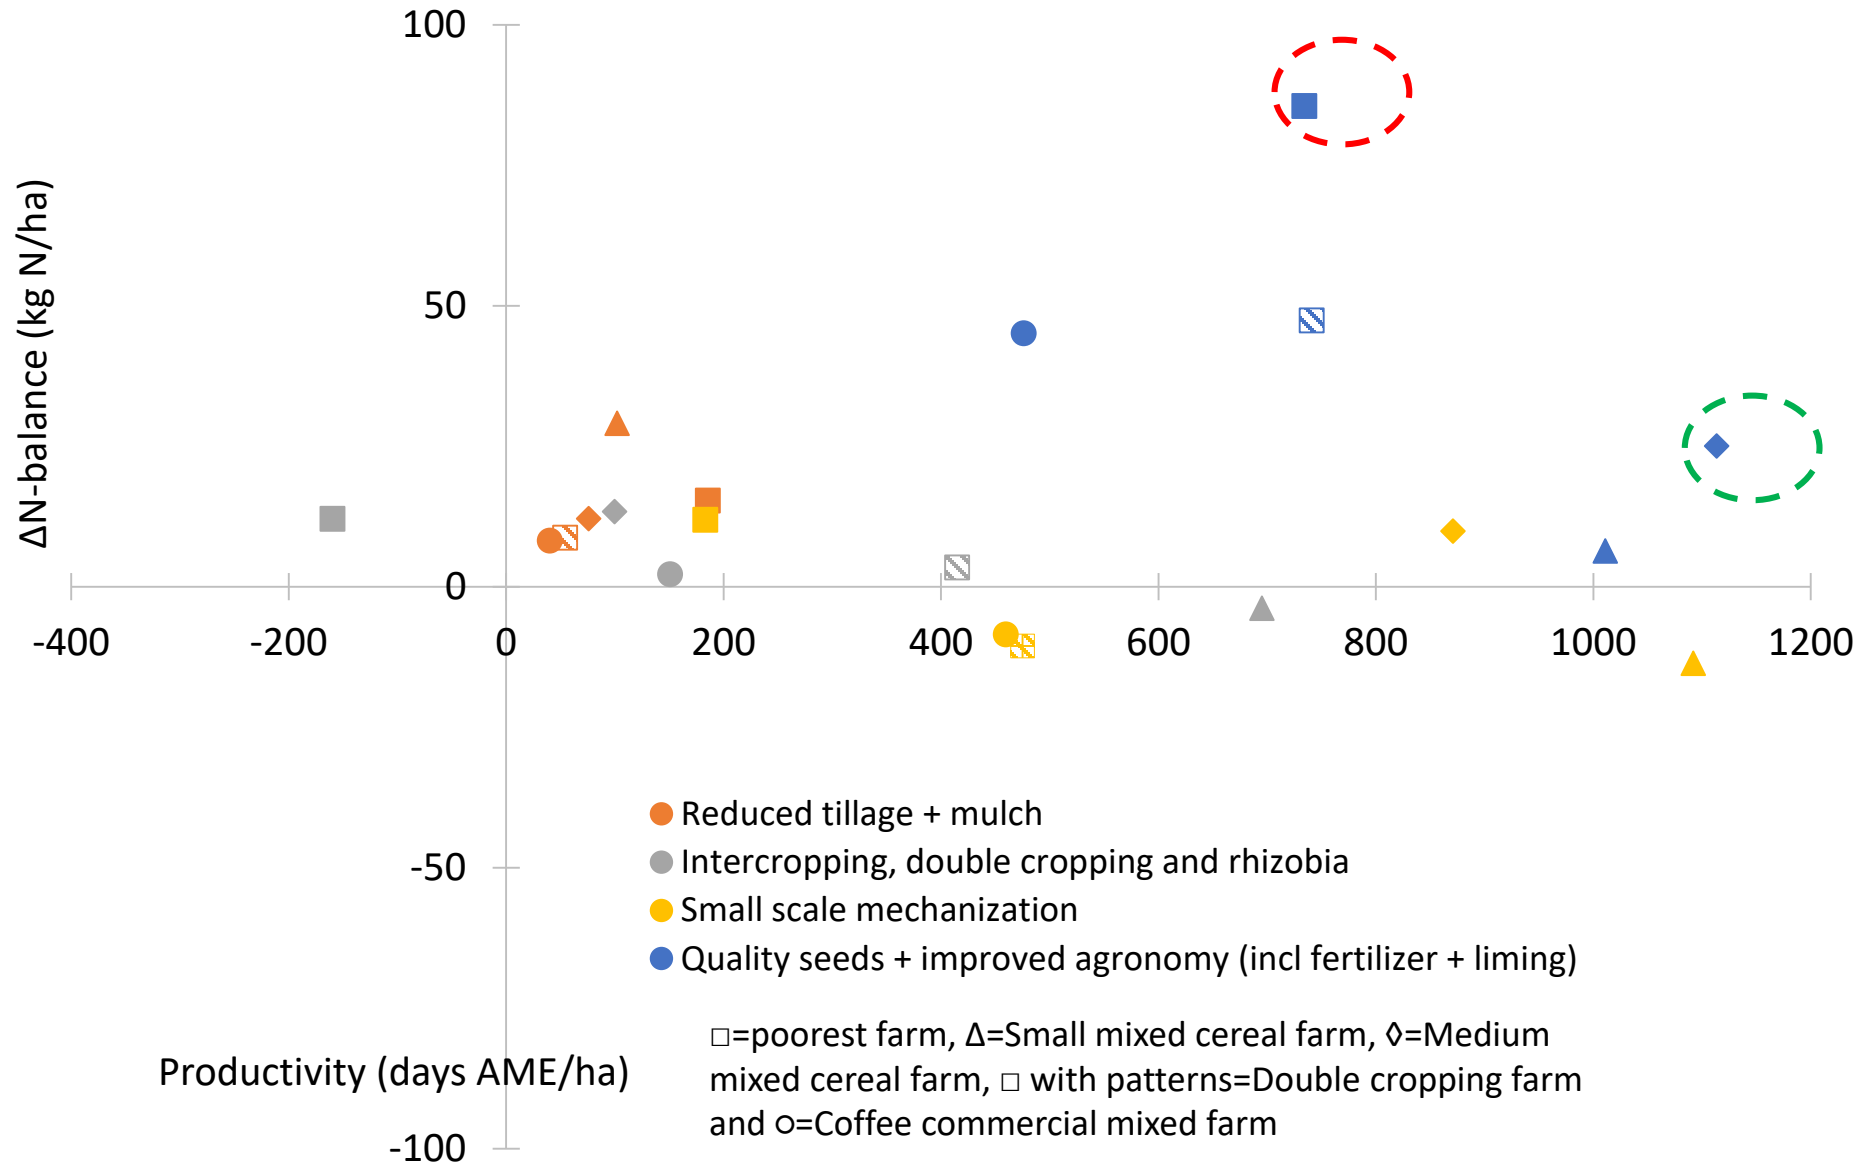 100
50
0
-50
-100
ΔN-balance (kg N/ha)
-400 -200 0 200 400 600 800 1000 1200
Reduced tillage + mulch
Intercropping, double cropping and rhizobia
Small scale mechanization
Quality seeds + improved agronomy (incl fertilizer + liming)
Productivity (days AME/ha)
□=poorest farm, Δ=Small mixed cereal farm, ◊=Medium
mixed cereal farm, □ with patterns=Double cropping farm
and ○=Coffee commercial mixed farm